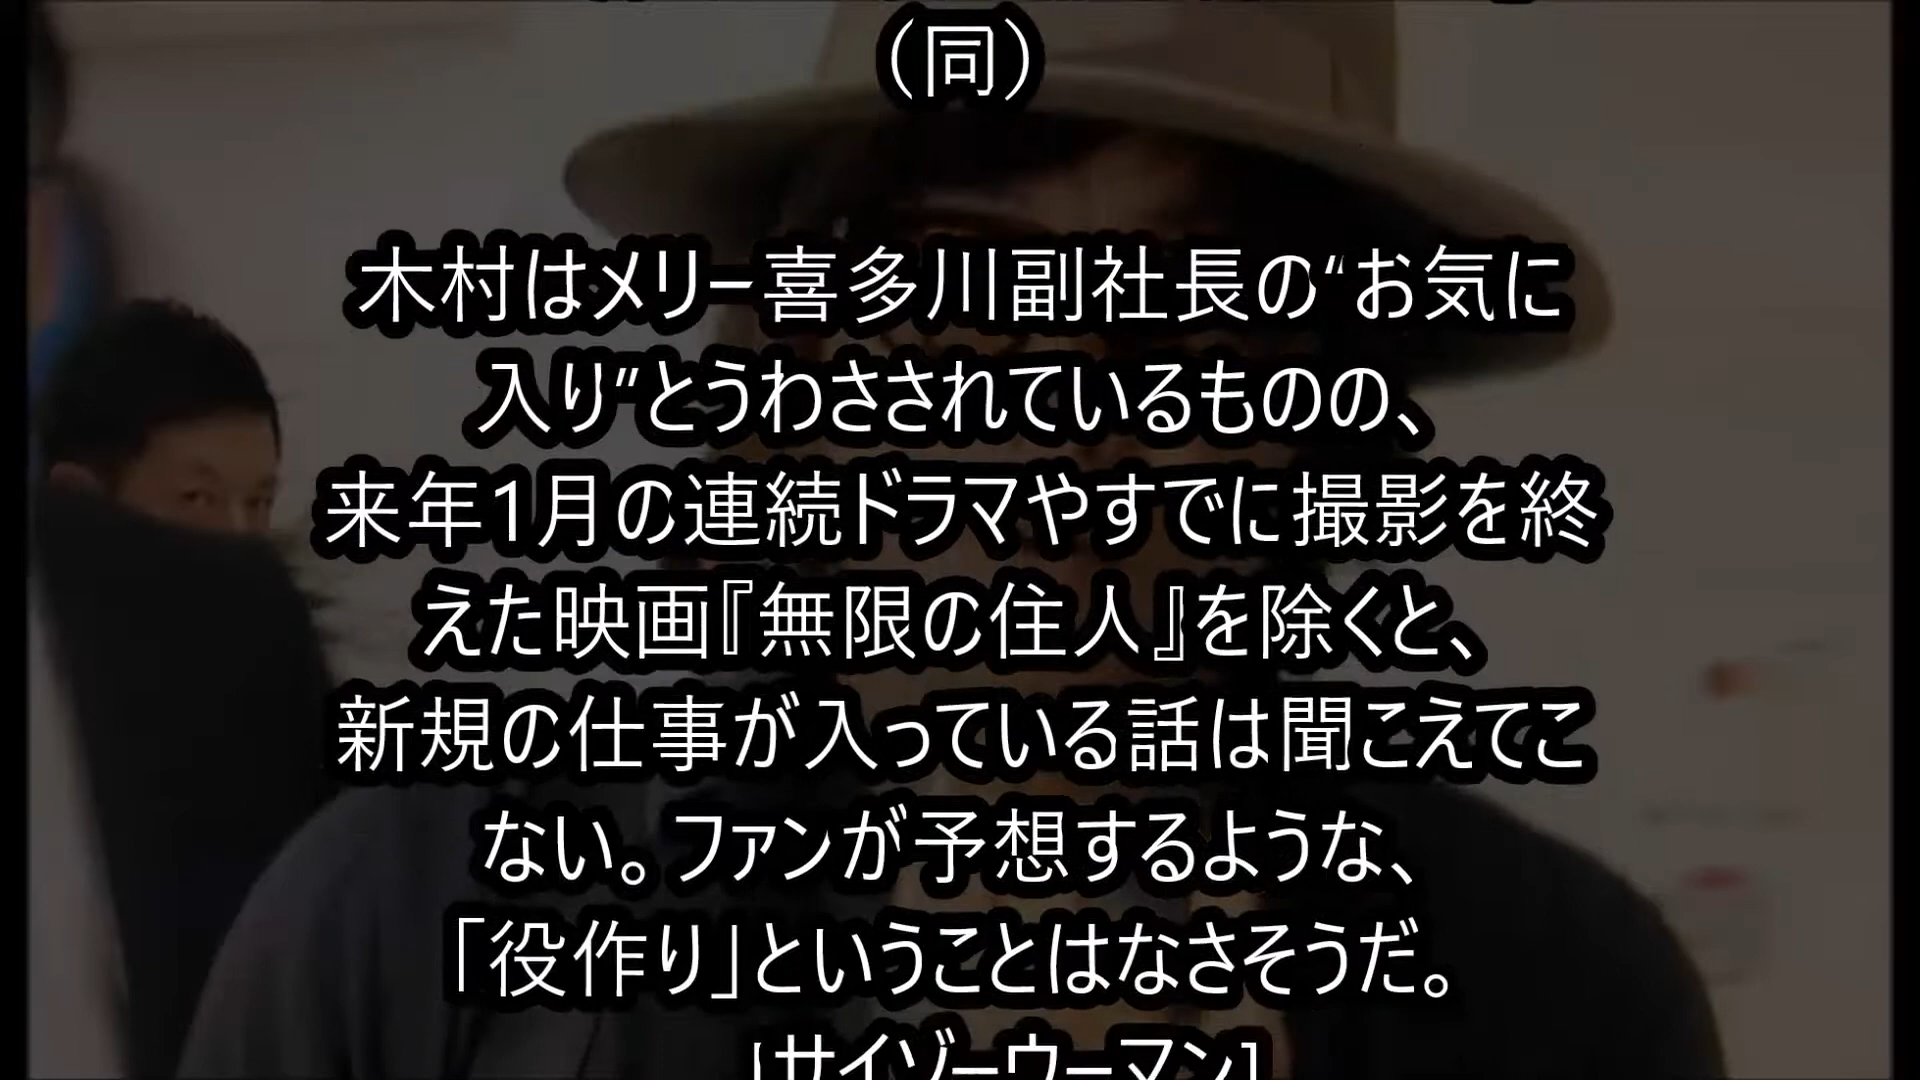 （同）
木村はメリー喜多川副社長の“お気に
入り”とうわさされているものの、
来年1月の連続ドラマやすでに撮影を終
えた映画『無限の住人』を除くと、
新規の仕事が入っている話は聞こえてこ
ない。ファンが予想するような、
「役作り」ということはなさそうだ。
[サイゾーウーマン]